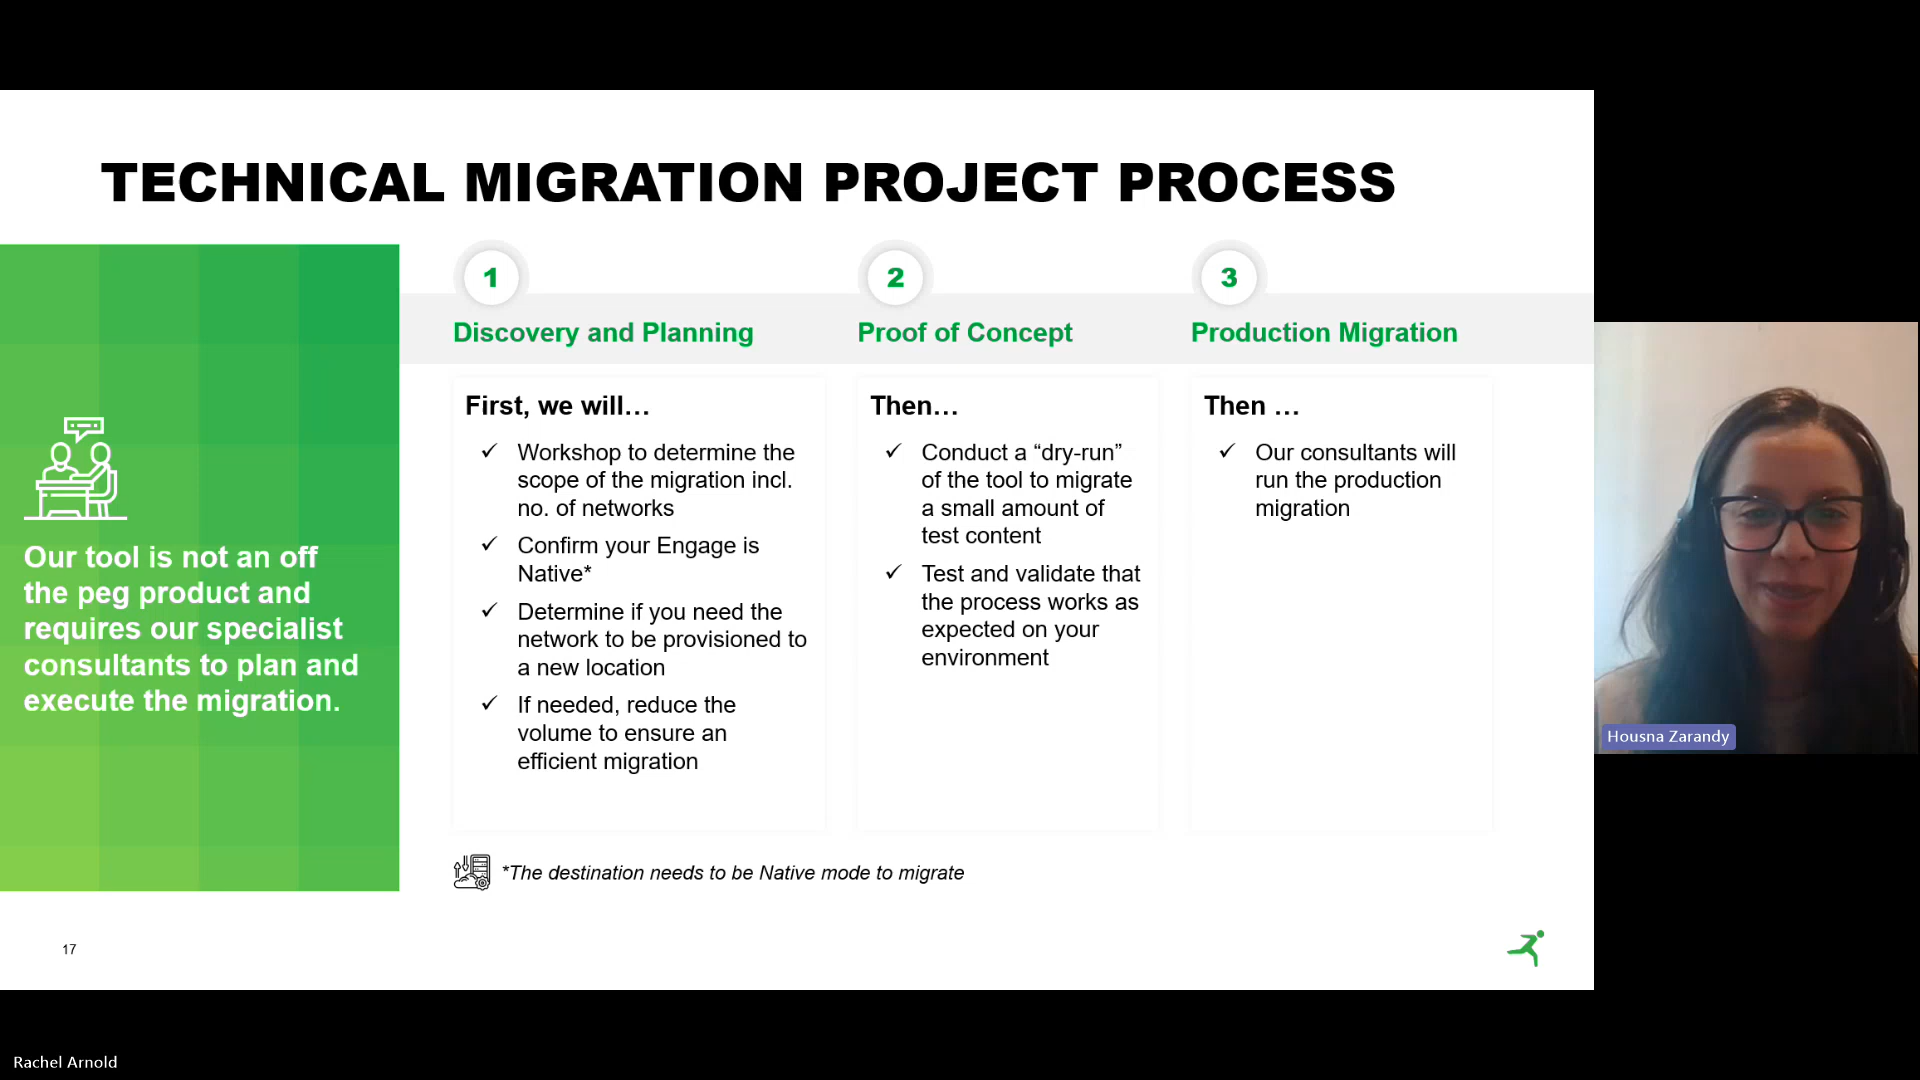 TECHNICAL MIGRATION PROJECT PROCESS
Our tool is not an off
the peg product and
requires our specialist
consultants to plan and
execute the migration.
1
Discovery and Planning
First, we will…
✓ Workshop to determine the
scope of the migration incl.
no. of networks
✓ Confirm your Engage is
Native*
✓ Determine if you need the
network to be provisioned to
a new location
✓ If needed, reduce the
volume to ensure an
efficient migration
2
Proof of Concept
Then…
✓ Conduct a “dry-run”
of the tool to migrate
a small amount of
test content
✓ Test and validate that
the process works as
expected on your
environment
3
Production Migration
Then …
✓ Our consultants will
run the production
migration
*The destination needs to be Native mode to migrate
17
Housna Zarandy
Rachel Arnold